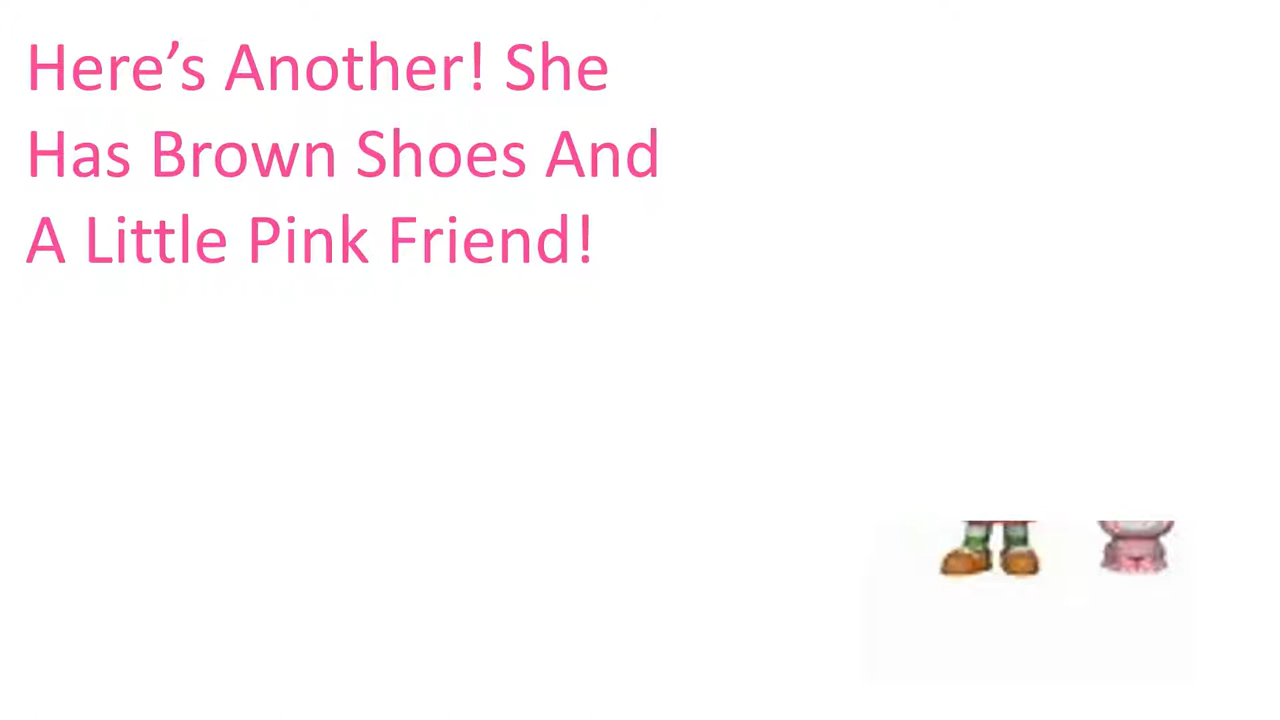 Here’s Another! She
Has Brown Shoes And
A Little Pink Friend!